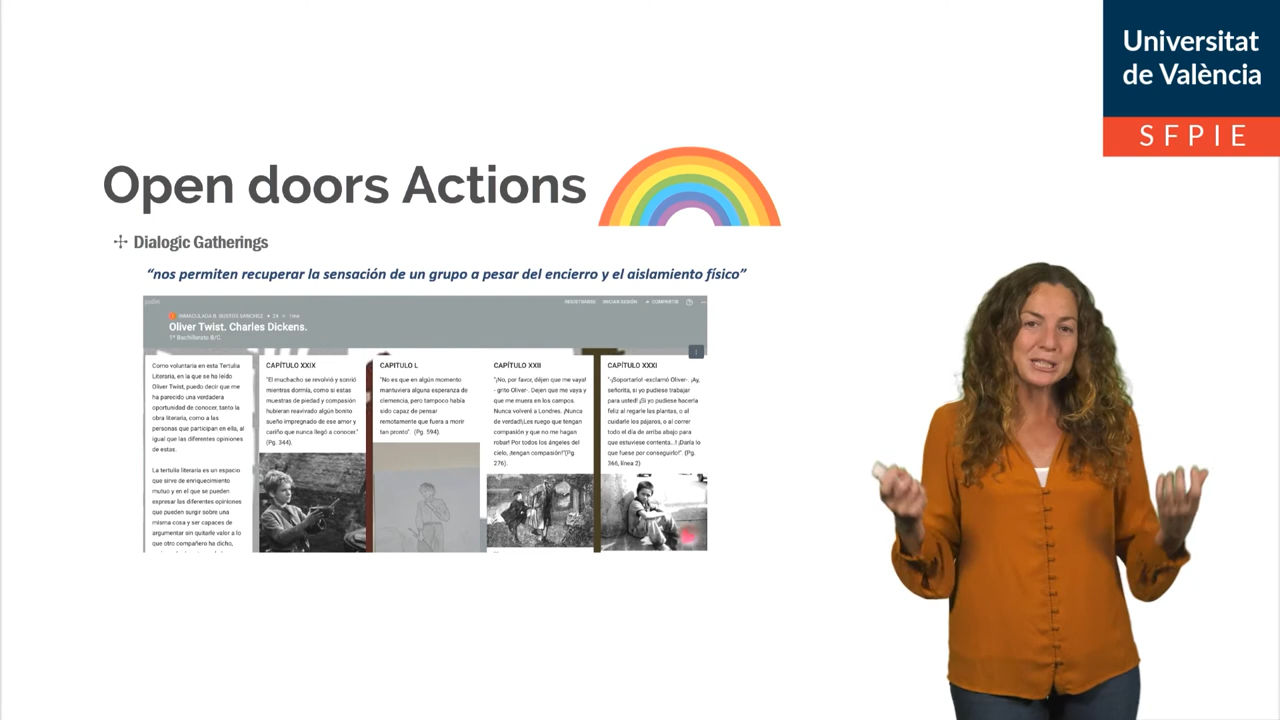 Universitat
de València
SFPIE
Open doors Actions
Dialogic Gatherings
“nos permiten recuperar la sensación de un grupo a pesar del encierro y el aislamiento físico”
padlet
REGISTRARSE INICIAR SESIÓN COMPARTIR
INMACULADA R. BUSTOS SÁNCHEZ • 24 • 1me
Oliver Twist. Charles Dickens.
1º Bachillerato B/C.
Como voluntaria en esta Tertulia
Literaria, en la que se ha leído
Oliver Twist, puedo decir que me
ha parecido una verdadera
oportunidad de conocer, tanto la
obra literaria, como a las
personas que participan en ella, al
igual que las diferentes opiniones
de estas.
La tertulia literaria es un espacio
que sirve de enriquecimiento
mutuo y en el que se pueden
expresar las diferentes opiniones
que pueden surgir sobre una
misma cosa y ser capaces de
argumentar sin quitarle valor a lo
que otro compañero ha dicho,
CAPÍTULO XXIX
"El muchacho se revolvió y sonrió
mientras dormía, como si estas
muestras de piedad y compasión
hubieran reavivado algún bonito
sueño impregnado de ese amor y
cariño que nunca llegó a conocer."
(Pg. 344).
CAPITULO L
"No es que en algún momento
mantuviera alguna esperanza de
clemencia, pero tampoco había
sido capaz de pensar
remotamente que fuera a morir
tan pronto". (Pg. 594).
CAPÍTULO XXII
"¡No, por favor, déjen que me vaya!
- grito Oliver-. Dejen que me vaya y
que me muera en los campos.
Nunca volveré a Londres. ¡Nunca
de verdad!¡Les ruego que tengan
compasión y que no me hagan
robar! Por todos los ángeles del
cielo, ¡tengan compasión!"(Pg.
276).
CAPÍTULO XXXI
"-¡Soportarlo! -exclamó Oliver-. ¡Ay,
señorita, si yo pudiese trabajar
para usted! ¡Si yo pudiese hacerla
feliz al regarle las plantas, o al
cuidarle los pájaros, o al correr
todo el día de arriba abajo para
que estuviese contenta...! ¡Daría lo
que fuese por conseguirlo!". (Pg.
366, línea 2)